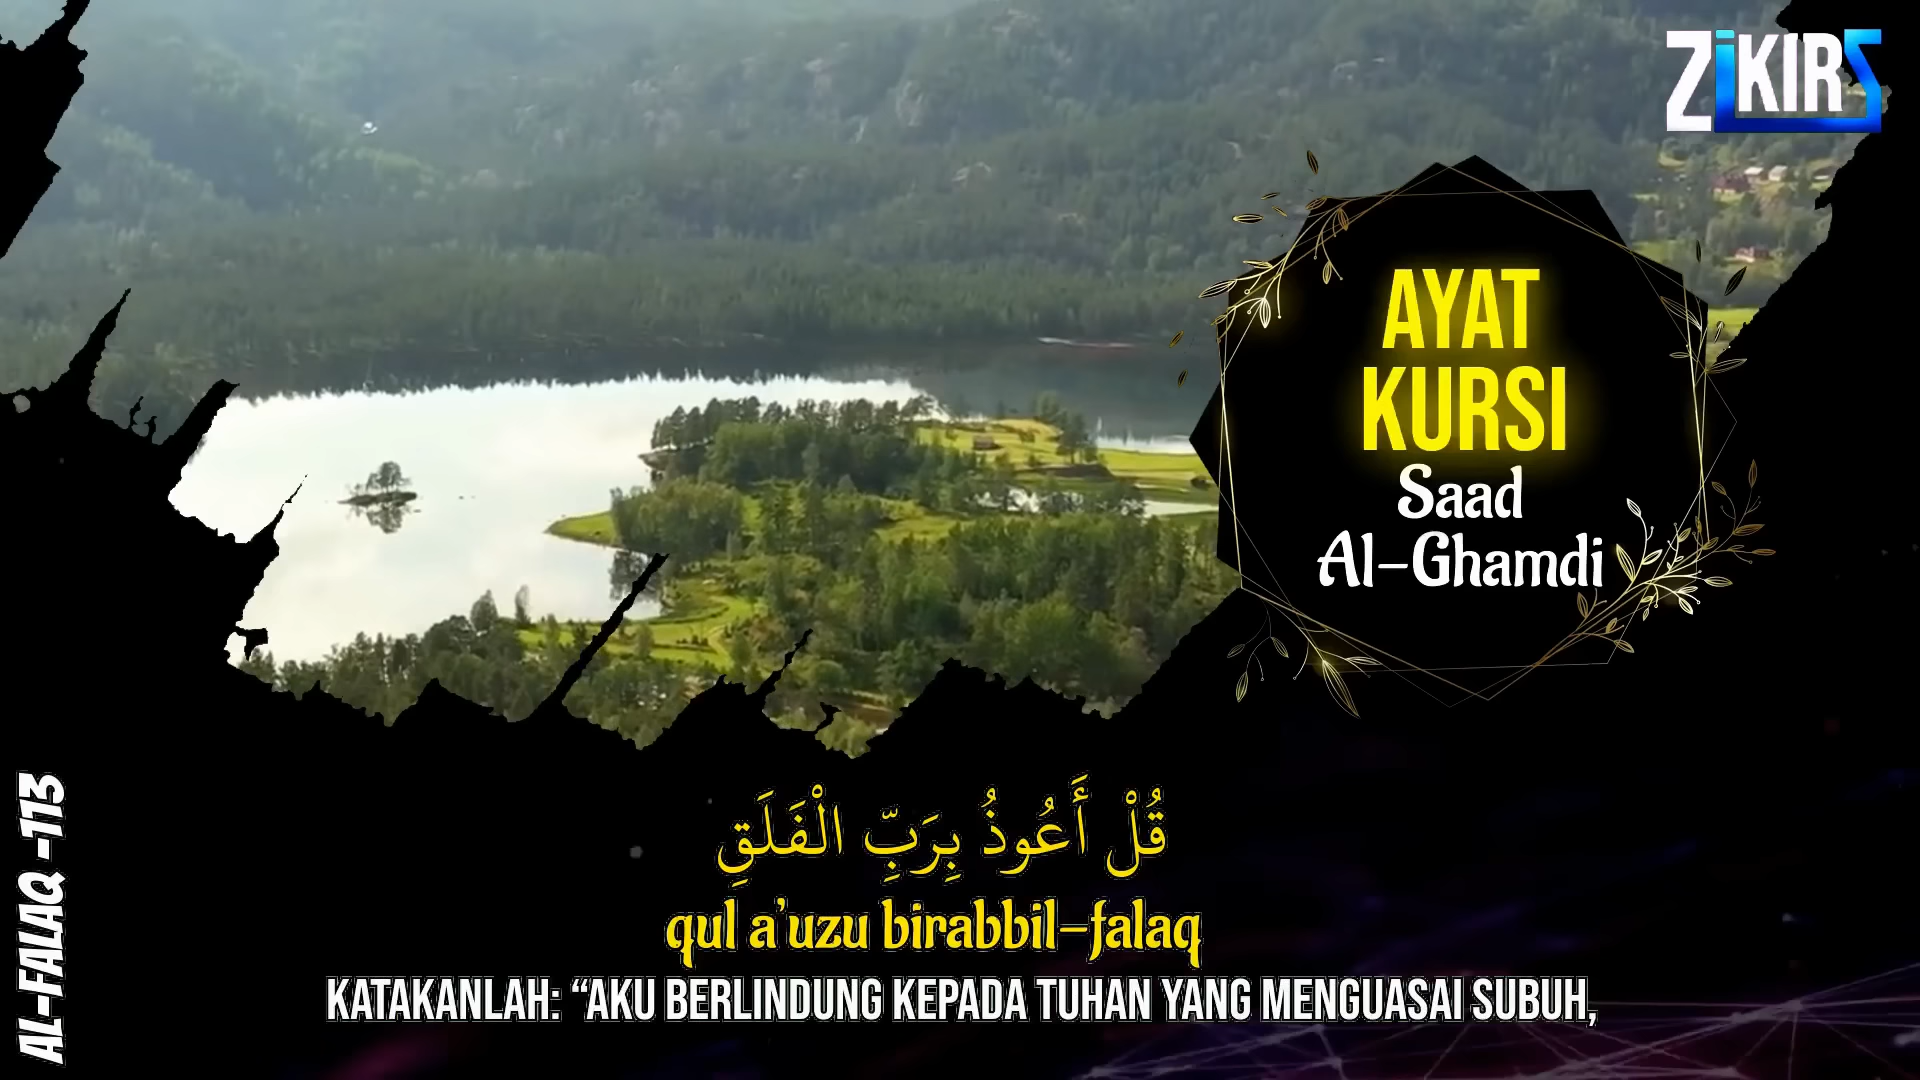 ZiKIRS
AYAT
KURSI
Saad
Al-Ghamdi
قُلْ أَعُوذُ بِرَبِّ الْفَلَقِ
qul a'uzu birabbil-falaq
KATAKANLAH: “AKU BERLINDUNG KEPADA TUHAN YANG MENGUASAI SUBUH,
AL-FALAQ -113